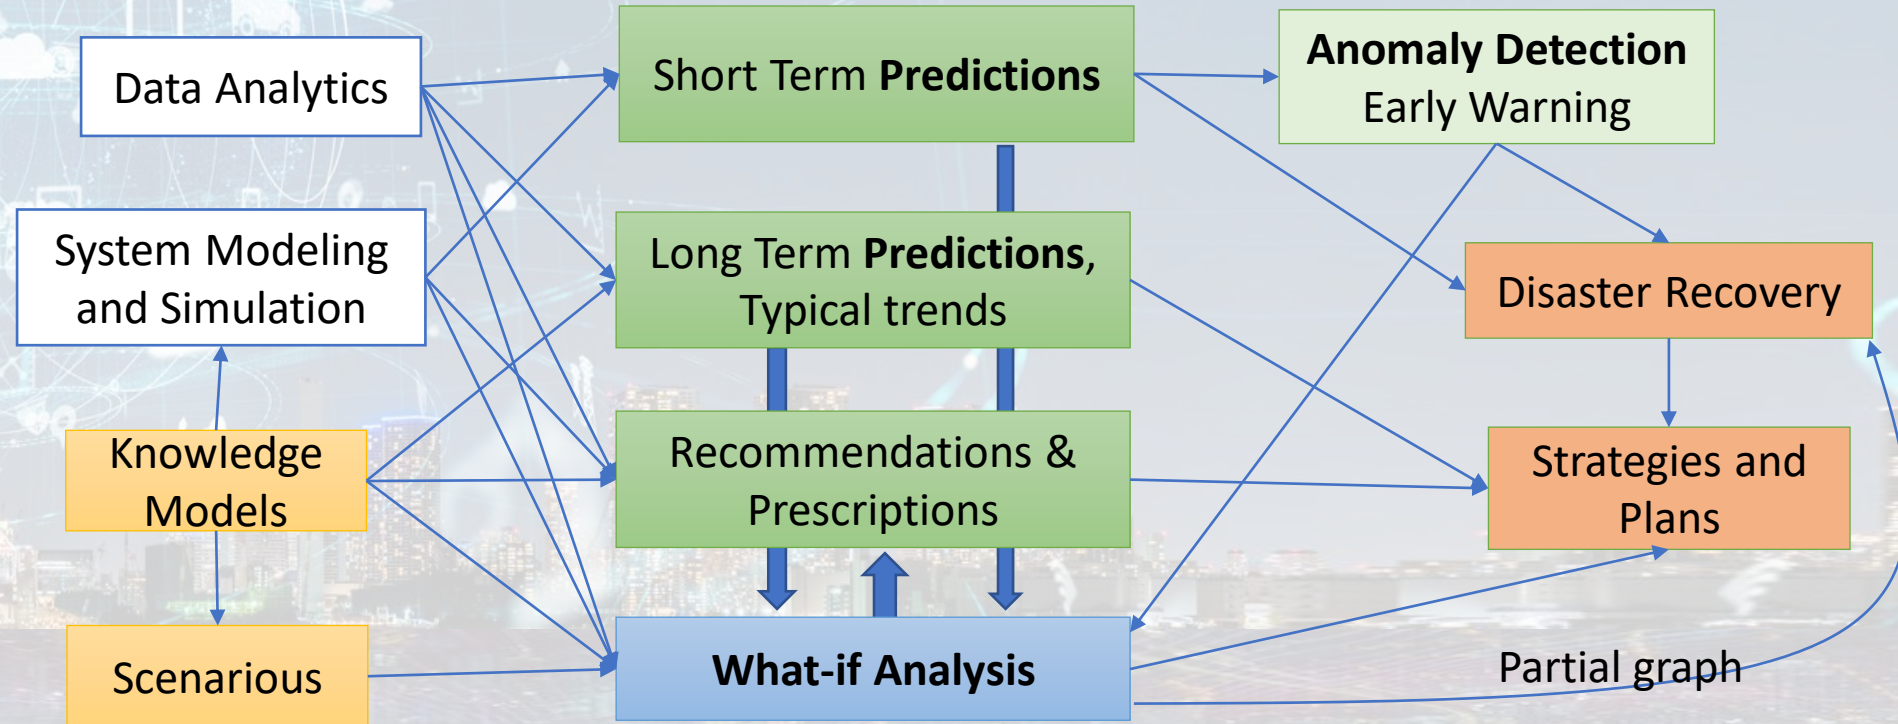 Data Analytics
System Modeling
and Simulation
Knowledge
Models
Scenarious
Short Term Predictions
Long Term Predictions,
Typical trends
Recommendations &
Prescriptions
What-if Analysis
Anomaly Detection
Early Warning
Disaster Recovery
Strategies and
Plans
Partial graph